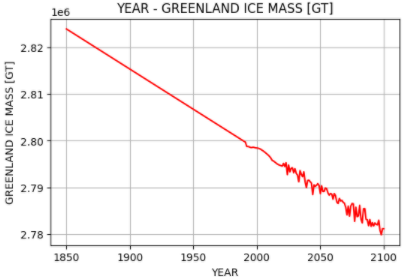 YEAR - GREENLAND ICE MASS [GT]
1e6
2.82
2.81
2.80
2.79
2.78
GREENLAND ICE MASS [GT]
1850 1900 1950 2000 2050 2100
YEAR